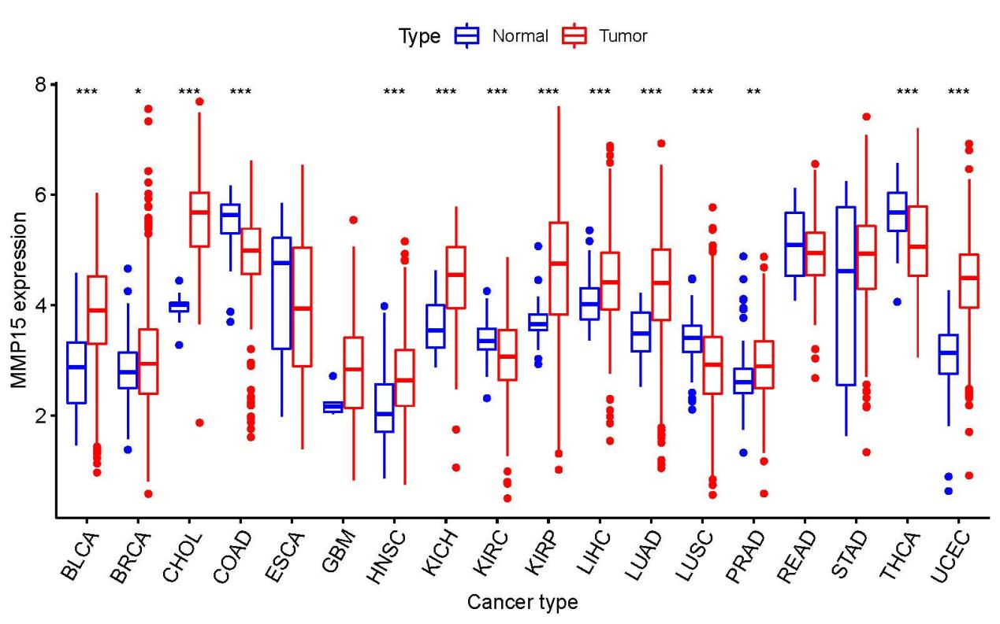 Type Normal Tumor
8
*** * *** *** *** *** *** *** *** *** *** ** *** ***
6
4
2
MMP15 expression
BLCA BRCA CHOL COAD ESCA GBM HNSC KICH KIRC KIRP LIHC LUAD LUSC PRAD READ STAD THCA UCEC
Cancer type